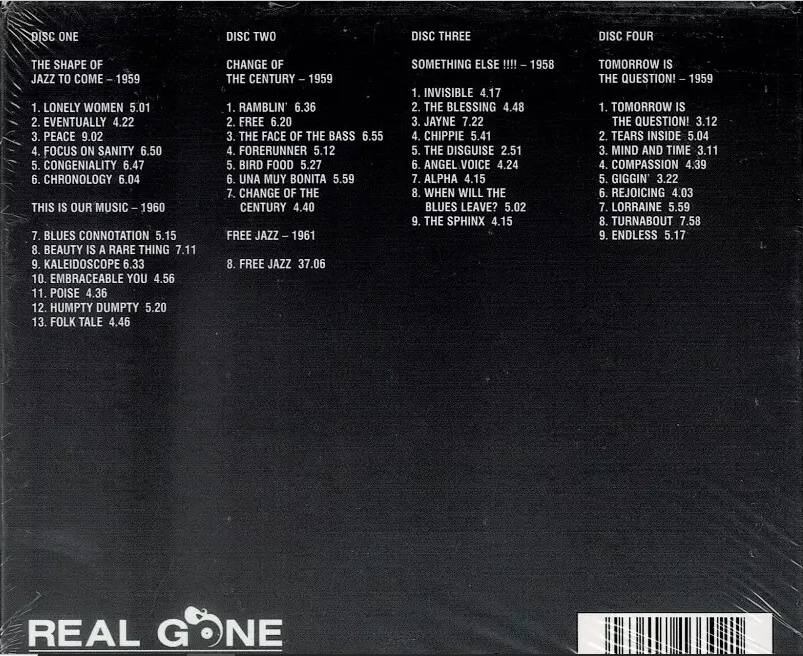 DISC ONE
THE SHAPE OF
JAZZ TO COME – 1959
1. LONELY WOMEN 5.01
2. EVENTUALLY 4.22
3. PEACE 9.02
4. FOCUS ON SANITY 6.50
5. CONGENIALITY 6.47
6. CHRONOLOGY 6.04
THIS IS OUR MUSIC – 1960
7. BLUES CONNOTATION 5.15
8. BEAUTY IS A RARE THING 7.11
9. KALEIDOSCOPE 6.33
10. EMBRACEABLE YOU 4.56
11. POISE 4.36
12. HUMPTY DUMPTY 5.20
13. FOLK TALE 4.46
DISC TWO
CHANGE OF
THE CENTURY – 1959
1. RAMBLIN' 6.36
2. FREE 6.20
3. THE FACE OF THE BASS 6.55
4. FORERUNNER 5.12
5. BIRD FOOD 5.27
6. UNA MUY BONITA 5.59
7. CHANGE OF THE
CENTURY 4.40
FREE JAZZ – 1961
8. FREE JAZZ 37.06
DISC THREE
SOMETHING ELSE !!!! – 1958
1. INVISIBLE 4.17
2. THE BLESSING 4.48
3. JAYNE 7.22
4. CHIPPIE 5.41
5. THE DISGUISE 2.51
6. ANGEL VOICE 4.24
7. ALPHA 4.15
8. WHEN WILL THE
BLUES LEAVE? 5.02
9. THE SPHINX 4.15
DISC FOUR
TOMORROW IS
THE QUESTION! – 1959
1. TOMORROW IS
THE QUESTION! 3.12
2. TEARS INSIDE 5.04
3. MIND AND TIME 3.11
4. COMPASSION 4.39
5. GIGGIN' 3.22
6. REJOICING 4.03
7. LORRAINE 5.59
8. TURNABOUT 7.58
9. ENDLESS 5.17
REAL GONE